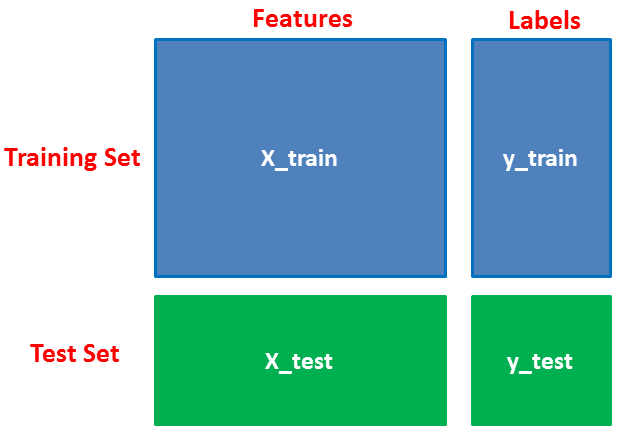 Features
Labels
Training Set
X_train
y_train
Test Set
X_test
y_test